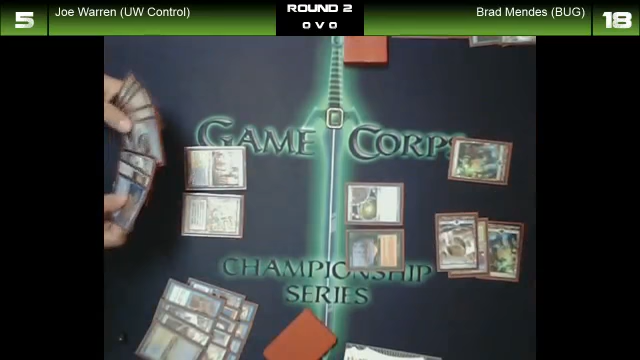 5
Joe Warren (UW Control)
ROUND 2
0 V 0
Brad Mendes (BUG)
18
GAME CORPS
CHAMPIONSHIP
SERIES